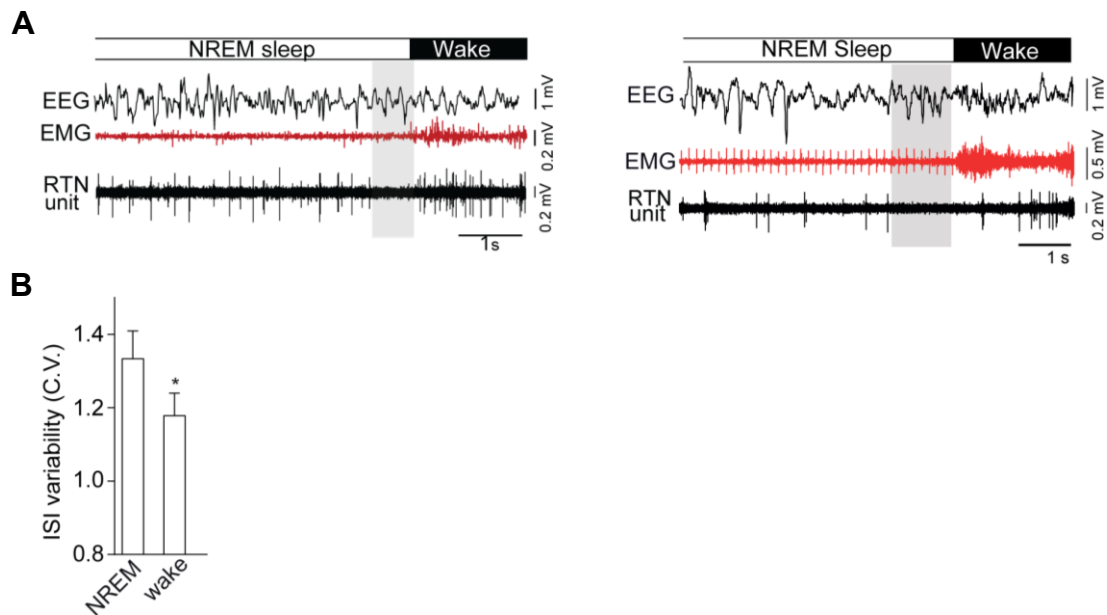 A
NREM sleep Wake
EEG
1 mV
EMG
0.2 mV
RTN
unit
0.2 mV
1s
NREM Sleep Wake
EEG
1 mV
EMG
0.5 mV
RTN
unit
0.2 mV
1 s
B
ISI variability (C.V.)
1.4
*
1.2
1.0
0.8
NREM
wake